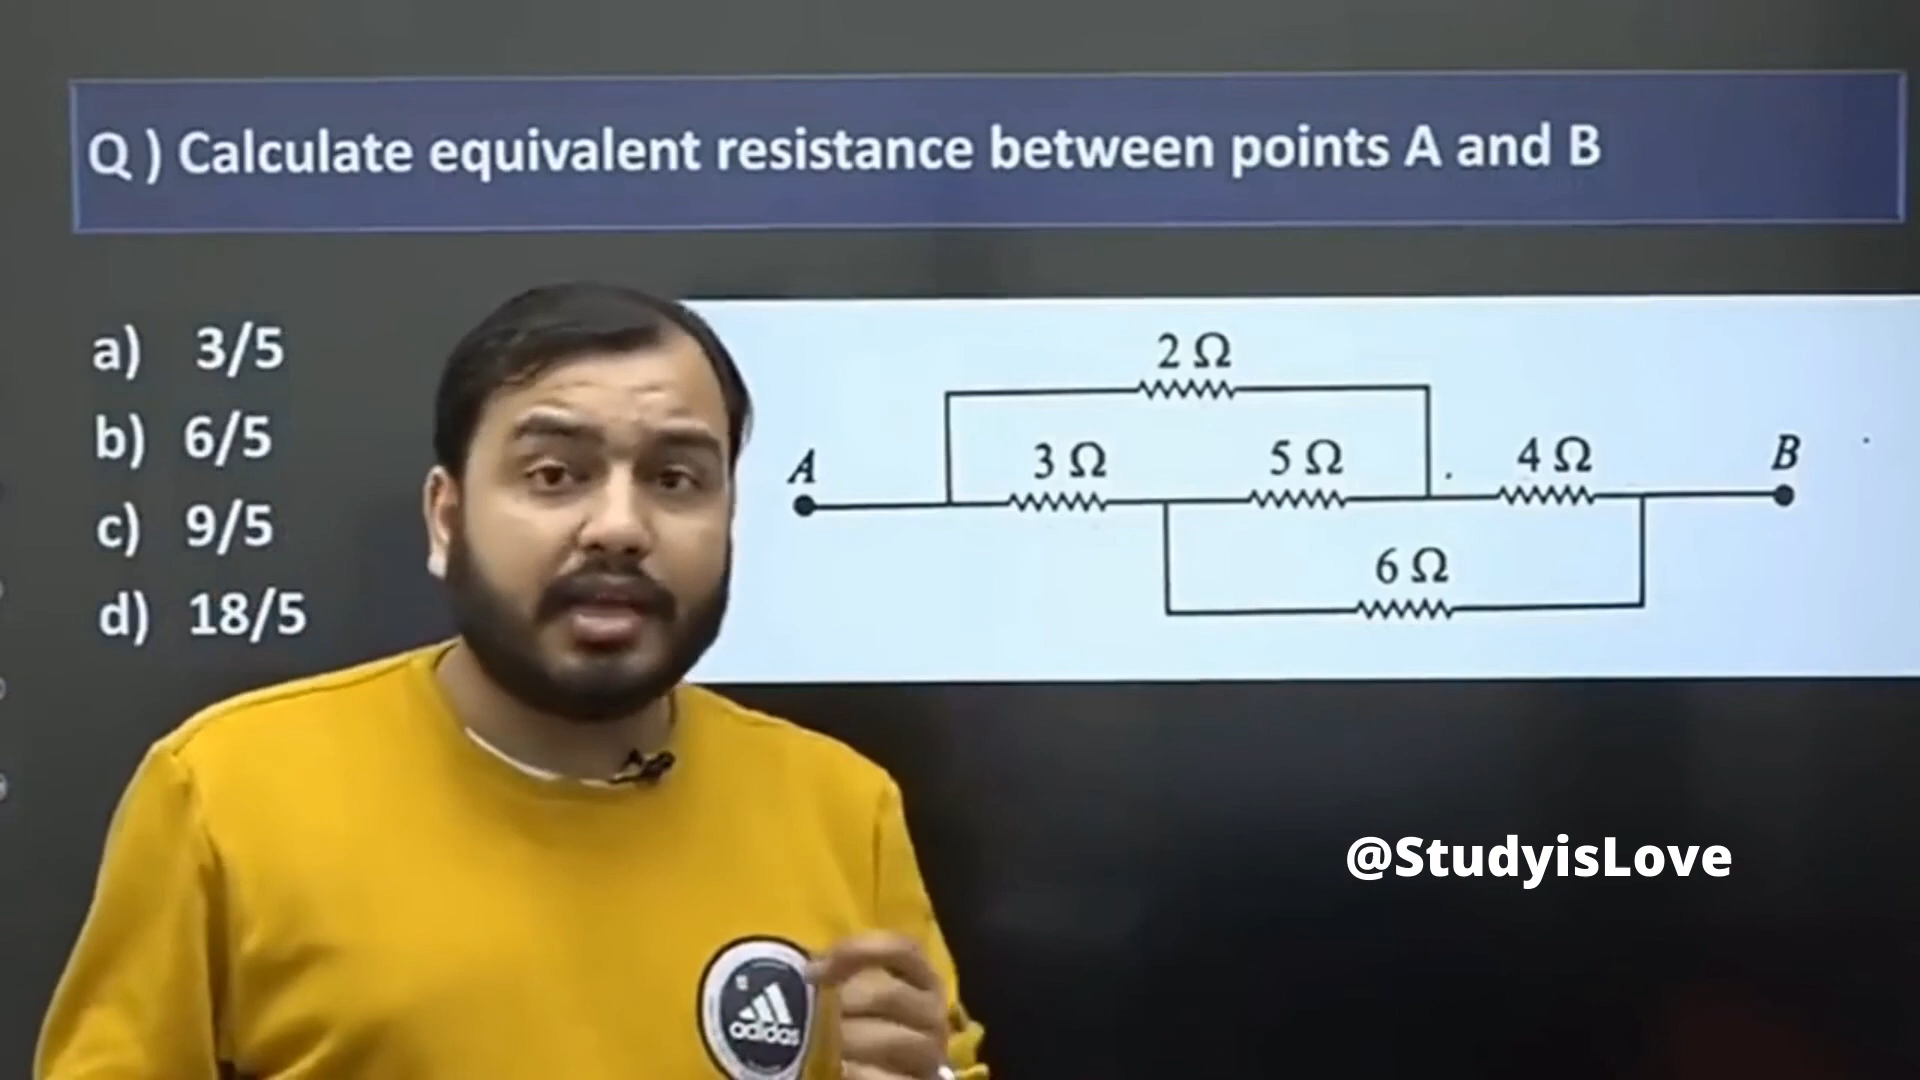 Q ) Calculate equivalent resistance between points A and B
a) 3/5
b) 6/5
c) 9/5
d) 18/5
2 Ω
3 Ω 5 Ω 4 Ω
A B
6 Ω
@StudyisLove
adidas